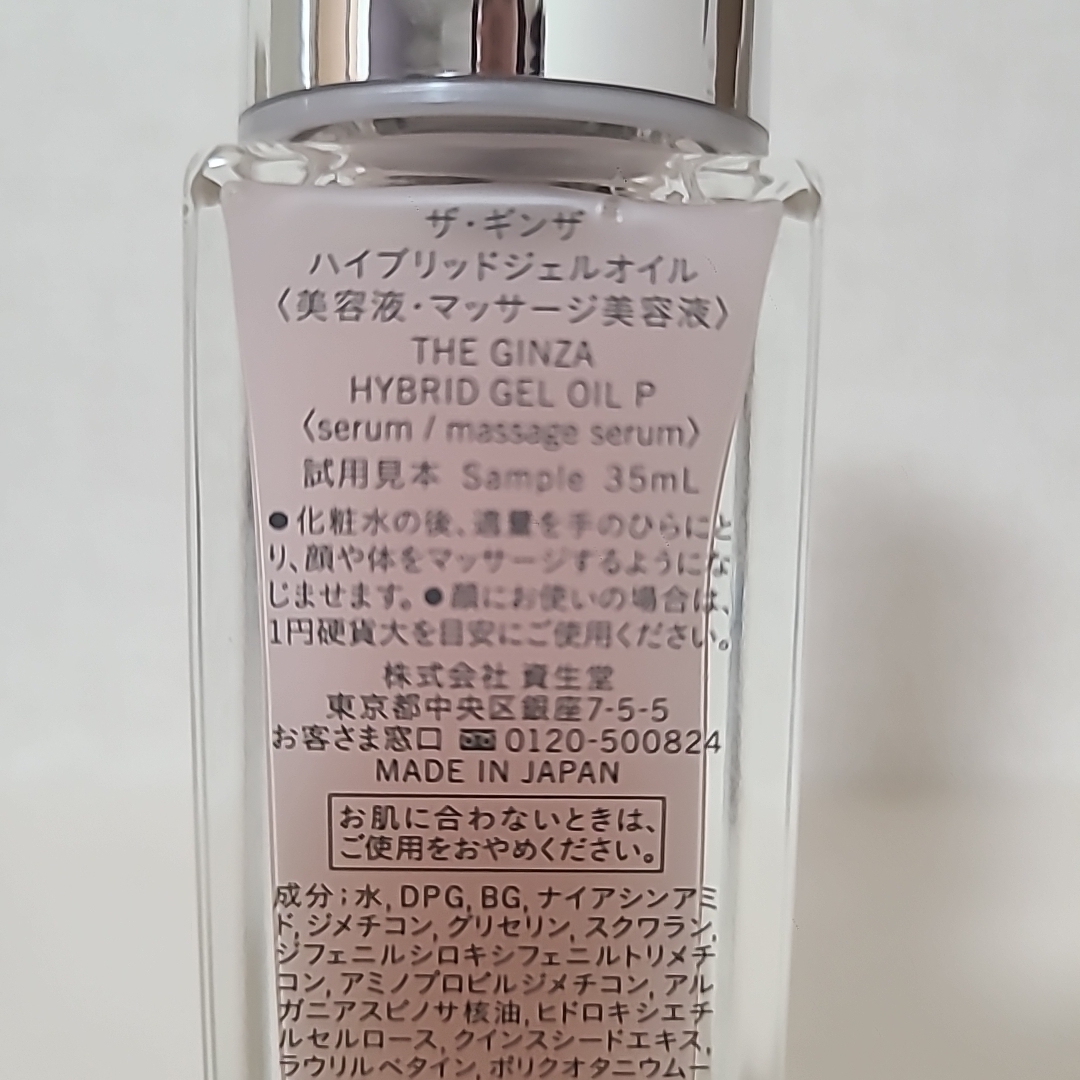 ザ・ギンザ
ハイブリッドジェルオイル
〈美容液・マッサージ美容液〉
THE GINZA
HYBRID GEL OIL P
〈serum / massage serum〉
試用見本 Sample 35mL
●化粧水の後、適量を手のひらにと
り、顔や体をマッサージするようにな
じませます。●顔にお使いの場合は、
1円硬貨大を目安にご使用ください。
株式会社 資生堂
東京都中央区銀座7-5-5
お客さま窓口 0120-500824
MADE IN JAPAN
お肌に合わないときは、
ご使用をおやめください。
成分；水, DPG, BG, ナイアシンアミ
ド, ジメチコン, グリセリン, スクワラン,
ジフェニルシロキシフェニルトリメチ
コン, アミノプロピルジメチコン, アル
ガニアスピノサ核油, ヒドロキシエチ
ルセルロース, クインスシードエキス,
ラウリルベタイン, ポリクオタニウムー